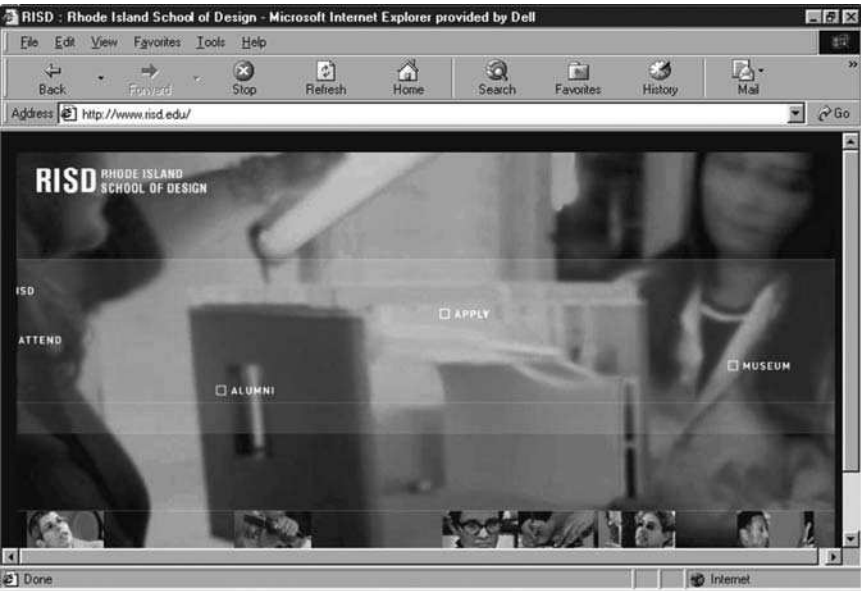 RISD : Rhode Island School of Design - Microsoft Internet Explorer provided by Dell
File Edit View Favorites Tools Help
Back Forward Stop Refresh Home Search Favorites History Mail
Address http://www.risd.edu/ Go
RISD RHODE ISLAND
SCHOOL OF DESIGN
ISD
APPLY
ATTEND
MUSEUM
ALUMNI
Done Internet